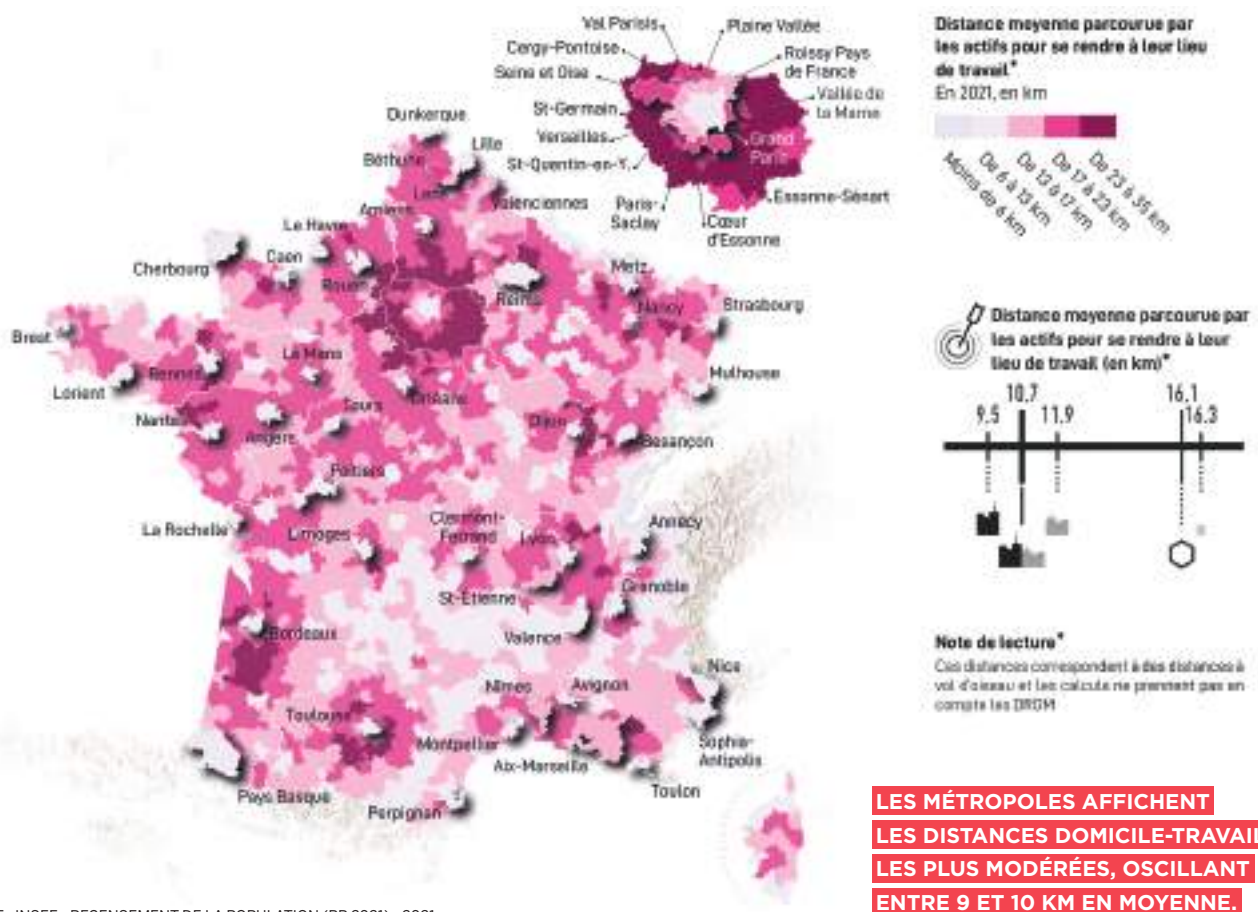 Val Parisis
Plaine Vallée
Cergy-Pontoise
Roissy Pays
de France
Seine et Oise
Vallée de
la Marne
St-Germain
Versailles
Grand
Paris
St-Quentin-en-Y.
Essonne-Sénart
Paris-
Saclay
Cœur
d'Essonne
Dunkerque
Lille
Béthune
Valenciennes
Amiens
Le Havre
Caen
Cherbourg
Rouen
Reims
Metz
Nancy
Strasbourg
Brest
Le Mans
Rennes
Lorient
Mulhouse
Orléans
Tours
Nantes
Angers
Dijon
Besançon
Poitiers
La Rochelle
Limoges
Clermont-
Ferrand
Lyon
Annecy
Grenoble
St-Etienne
Valence
Bordeaux
Nice
Nîmes
Avignon
Toulouse
Montpellier
Aix-Marseille
Sophia-
Antipolis
Toulon
Pays Basque
Perpignan
Distance moyenne parcourue par
les actifs pour se rendre à leur lieu
de travail*
En 2021, en km
Moins de 6 km
De 6 à 13 km
De 13 à 17 km
De 17 à 23 km
De 23 à 35 km
Distance moyenne parcourue par
les actifs pour se rendre à leur
lieu de travail (en km)*
10.7
16.1
9.5
11.9
16.3
Note de lecture*
Ces distances correspondent à des distances à
vol d'oiseau et les calculs ne prennent pas en
compte les DROM
LES MÉTROPOLES AFFICHENT
LES DISTANCES DOMICILE-TRAVAIL
LES PLUS MODÉRÉES, OSCILLANT
ENTRE 9 ET 10 KM EN MOYENNE.